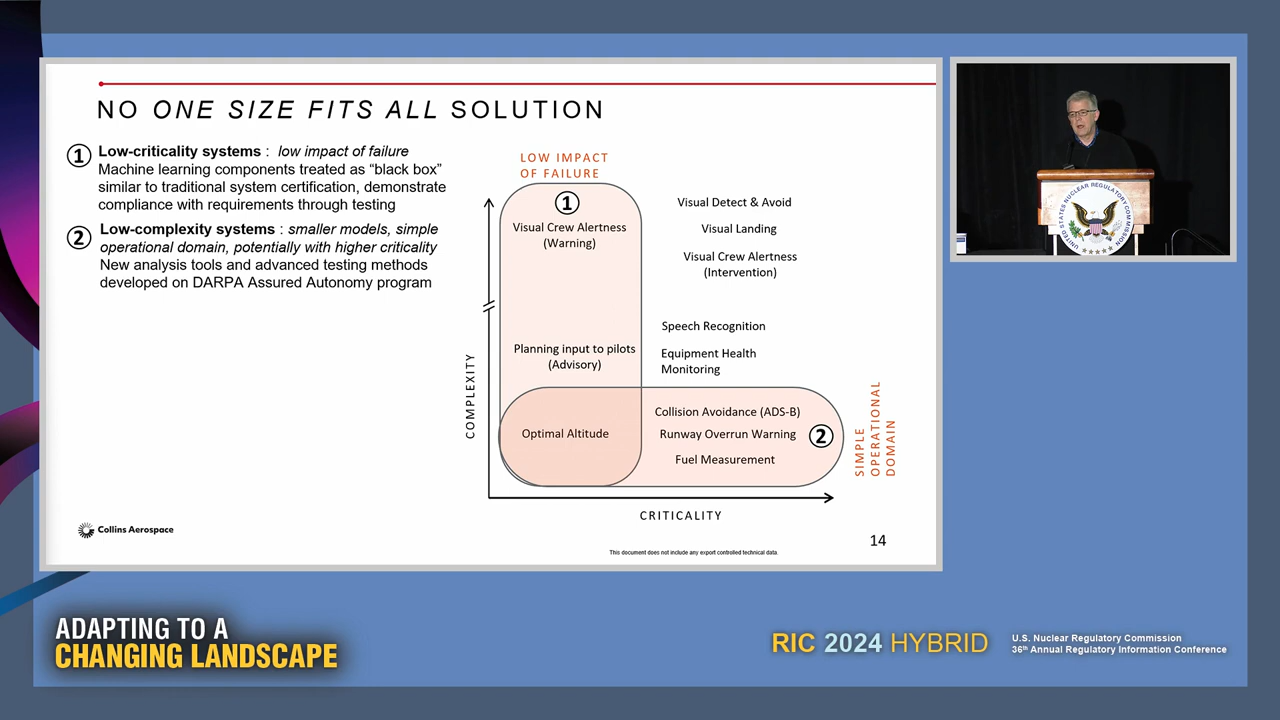 NO ONE SIZE FITS ALL SOLUTION
1 Low-criticality systems : low impact of failure
Machine learning components treated as “black box”
similar to traditional system certification, demonstrate
compliance with requirements through testing
2 Low-complexity systems : smaller models, simple
operational domain, potentially with higher criticality
New analysis tools and advanced testing methods
developed on DARPA Assured Autonomy program
LOW IMPACT
OF FAILURE
1
Visual Crew Alertness
(Warning)
Visual Detect & Avoid
Visual Landing
Visual Crew Alertness
(Intervention)
Planning input to pilots
(Advisory)
Speech Recognition
Equipment Health
Monitoring
Optimal Altitude
Collision Avoidance (ADS-B)
Runway Overrun Warning
Fuel Measurement
2
COMPLEXITY
CRITICALITY
SIMPLE
OPERATIONAL
DOMAIN
Collins Aerospace
This document does not include any export controlled technical data.
14
UNITED STATES NUCLEAR REGULATORY COMMISSION
ADAPTING TO A
CHANGING LANDSCAPE
RIC 2024 HYBRID
U.S. Nuclear Regulatory Commission
36th Annual Regulatory Information Conference